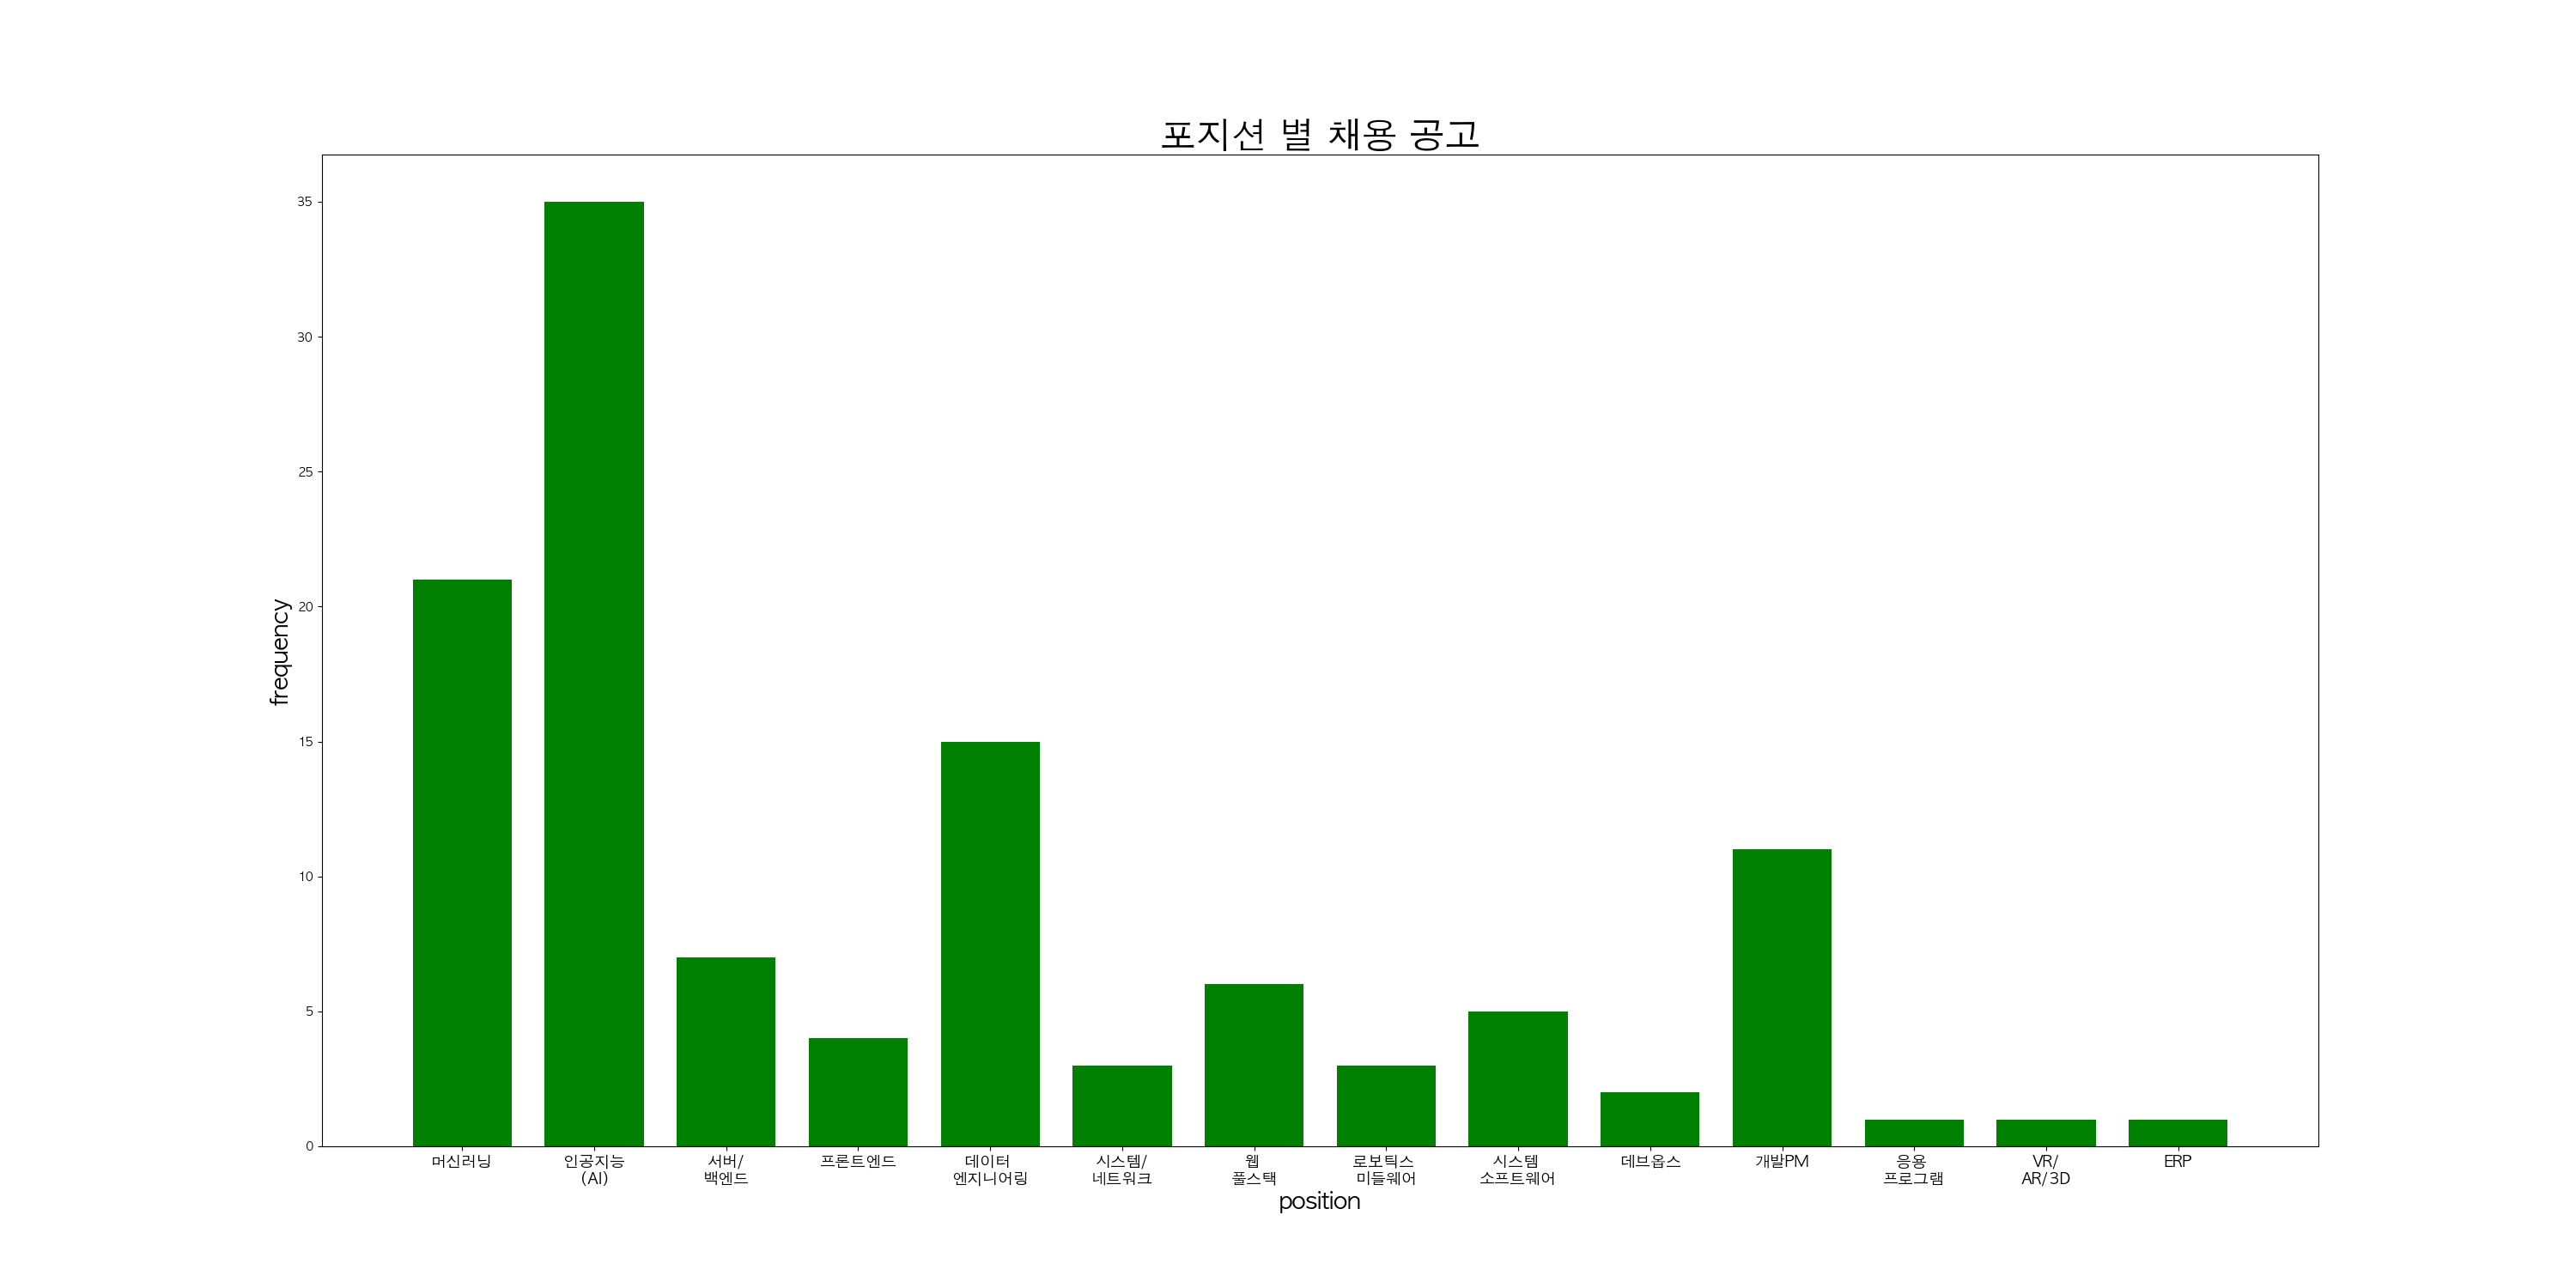 포지션 별 채용 공고
35
30
25
20
15
10
5
0
frequency
머신러닝
인공지능
(AI)
서버/
백엔드
프론트엔드
데이터
엔지니어링
시스템/
네트워크
웹
풀스택
로보틱스
미들웨어
시스템
소프트웨어
데브옵스
개발PM
응용
프로그램
VR/
AR/3D
ERP
position